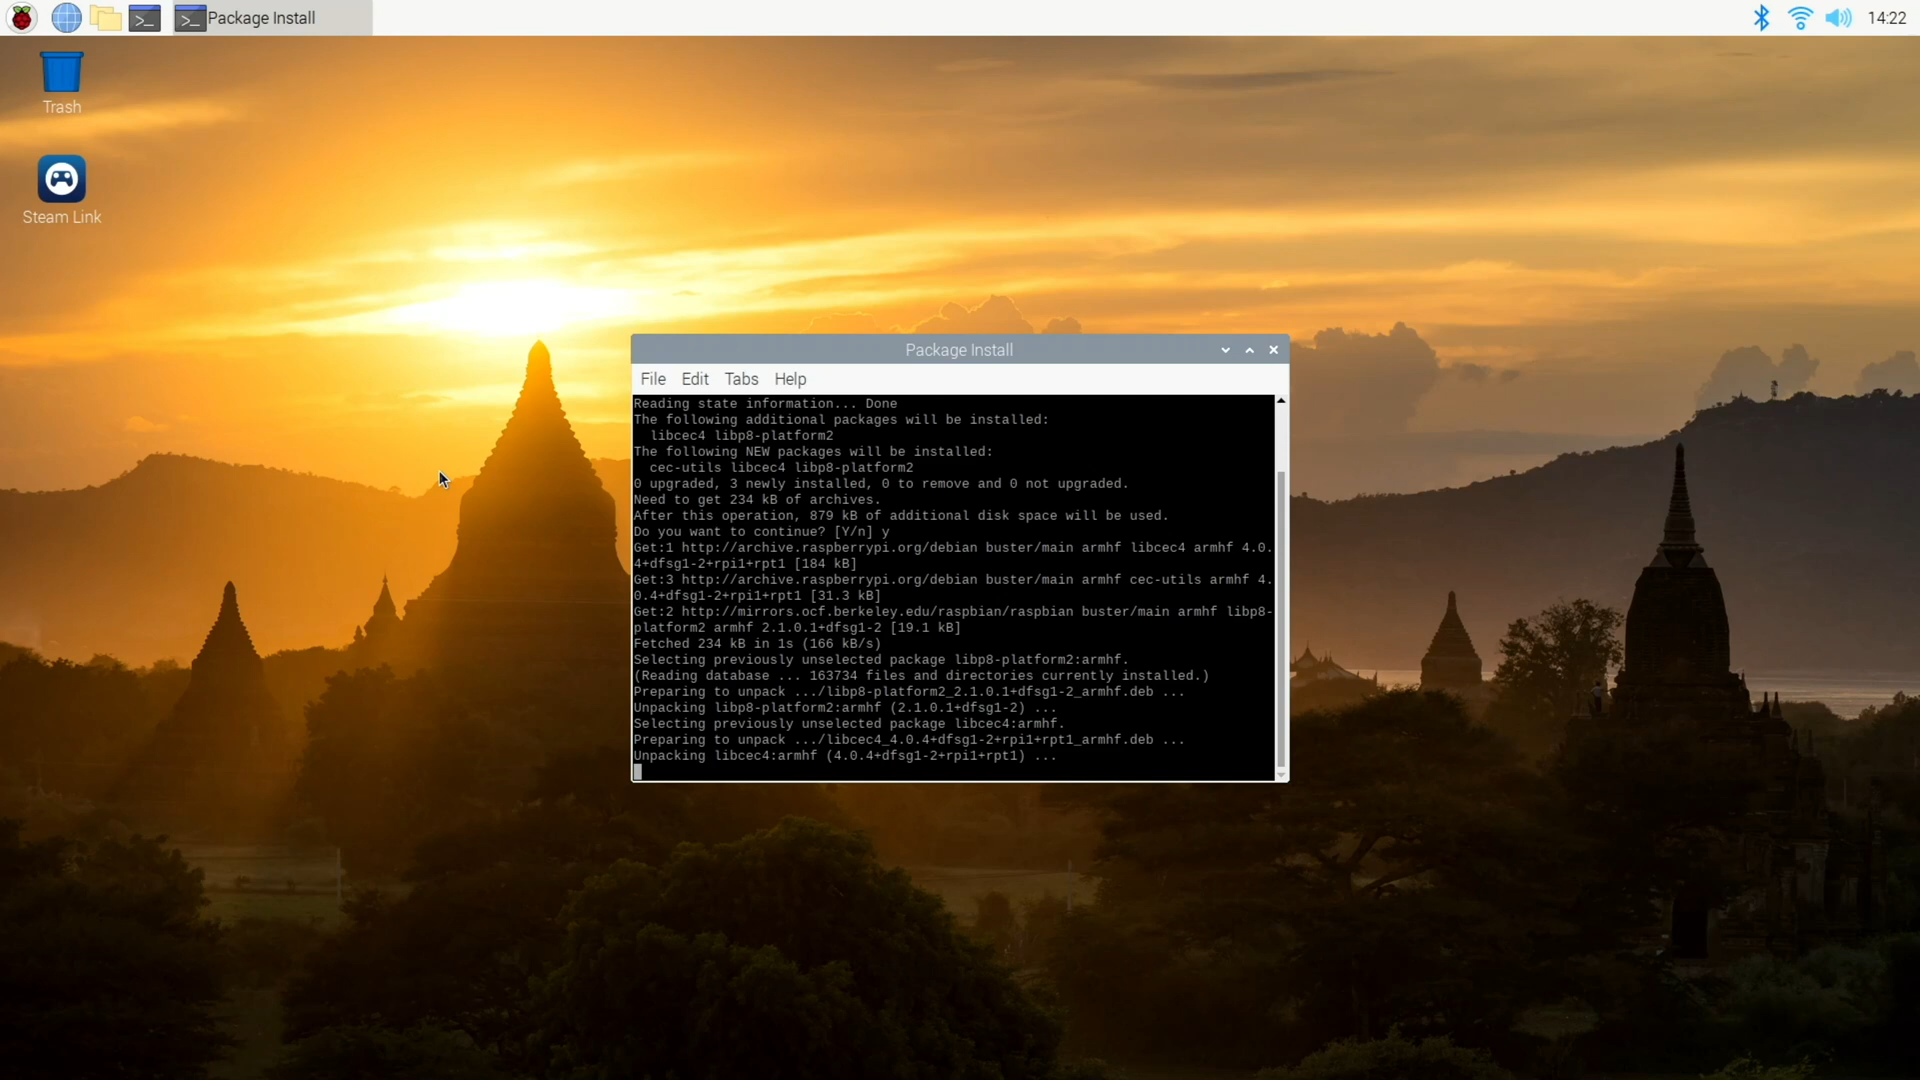 Package Install
14:22
Trash
Steam Link
Package Install
File Edit Tabs Help
Reading state information... Done
The following additional packages will be installed:
libcec4 libp8-platform2
The following NEW packages will be installed:
cec-utils libcec4 libp8-platform2
0 upgraded, 3 newly installed, 0 to remove and 0 not upgraded.
Need to get 234 kB of archives.
After this operation, 879 kB of additional disk space will be used.
Do you want to continue? [Y/n] y
Get:1 http://archive.raspberrypi.org/debian buster/main armhf libcec4 armhf 4.0.
4+dfsg1-2+rpi1+rpt1 [184 kB]
Get:3 http://archive.raspberrypi.org/debian buster/main armhf cec-utils armhf 4.
0.4+dfsg1-2+rpi1+rpt1 [31.3 kB]
Get:2 http://mirrors.ocf.berkeley.edu/raspbian/raspbian buster/main armhf libp8-
platform2 armhf 2.1.0.1+dfsg1-2 [19.1 kB]
Fetched 234 kB in 1s (166 kB/s)
Selecting previously unselected package libp8-platform2:armhf.
(Reading database ... 163734 files and directories currently installed.)
Preparing to unpack .../libp8-platform2_2.1.0.1+dfsg1-2_armhf.deb ...
Unpacking libp8-platform2:armhf (2.1.0.1+dfsg1-2) ...
Selecting previously unselected package libcec4:armhf.
Preparing to unpack .../libcec4_4.0.4+dfsg1-2+rpi1+rpt1_armhf.deb ...
Unpacking libcec4:armhf (4.0.4+dfsg1-2+rpi1+rpt1) ...